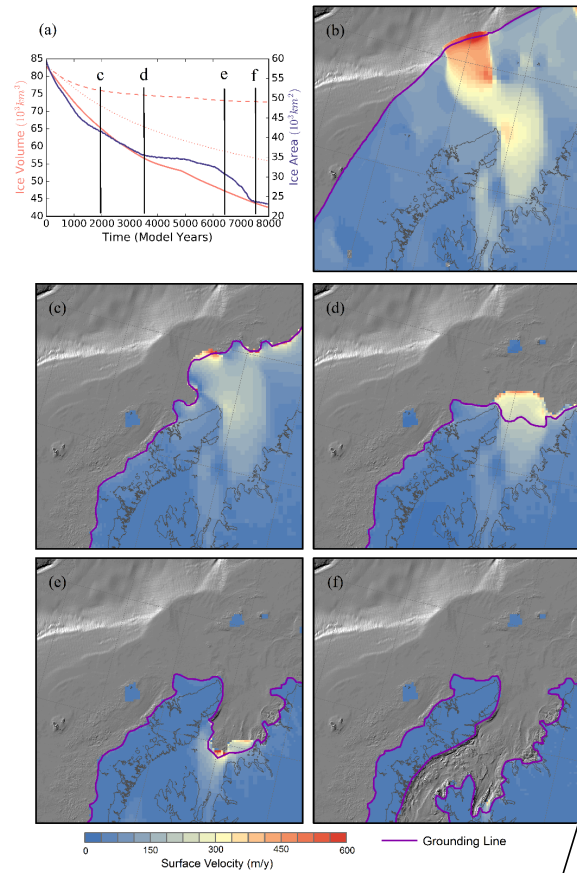 (a)
(b)
c d e f
Ice Volume (10³km³)
85
80
75
70
65
60
55
50
45
40
60
55
50
45
40
35
30
25
20
Ice Area (10³km²)
0 1000 2000 3000 4000 5000 6000 7000 8000
Time (Model Years)
(c)
(d)
(e)
(f)
0 150 300 450 600
Surface Velocity (m/y)
Grounding Line